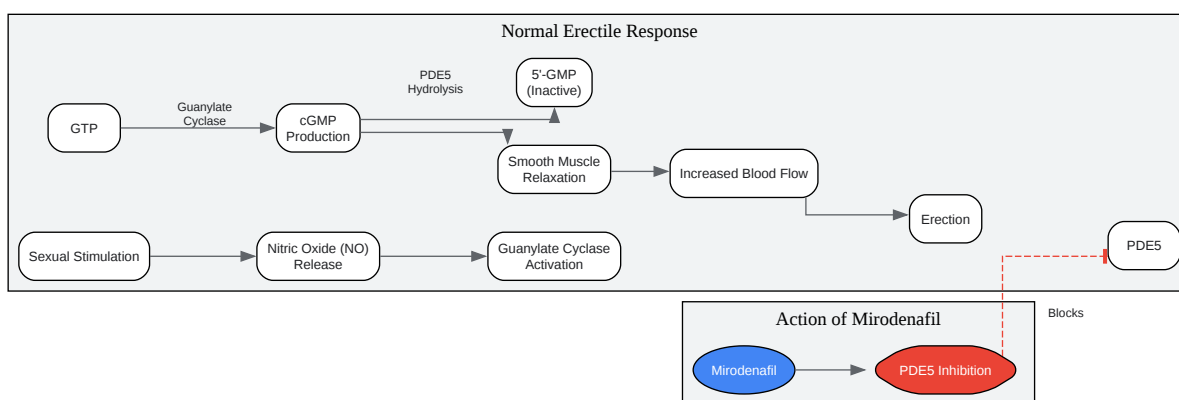 Normal Erectile Response
PDE5
Hydrolysis
5'-GMP
(Inactive)
GTP
Guanylate
Cyclase
cGMP
Production
Smooth Muscle
Relaxation
Increased Blood Flow
Erection
Sexual Stimulation
Nitric Oxide (NO)
Release
Guanylate Cyclase
Activation
PDE5
Blocks
Action of Mirodenafil
Mirodenafil
PDE5 Inhibition